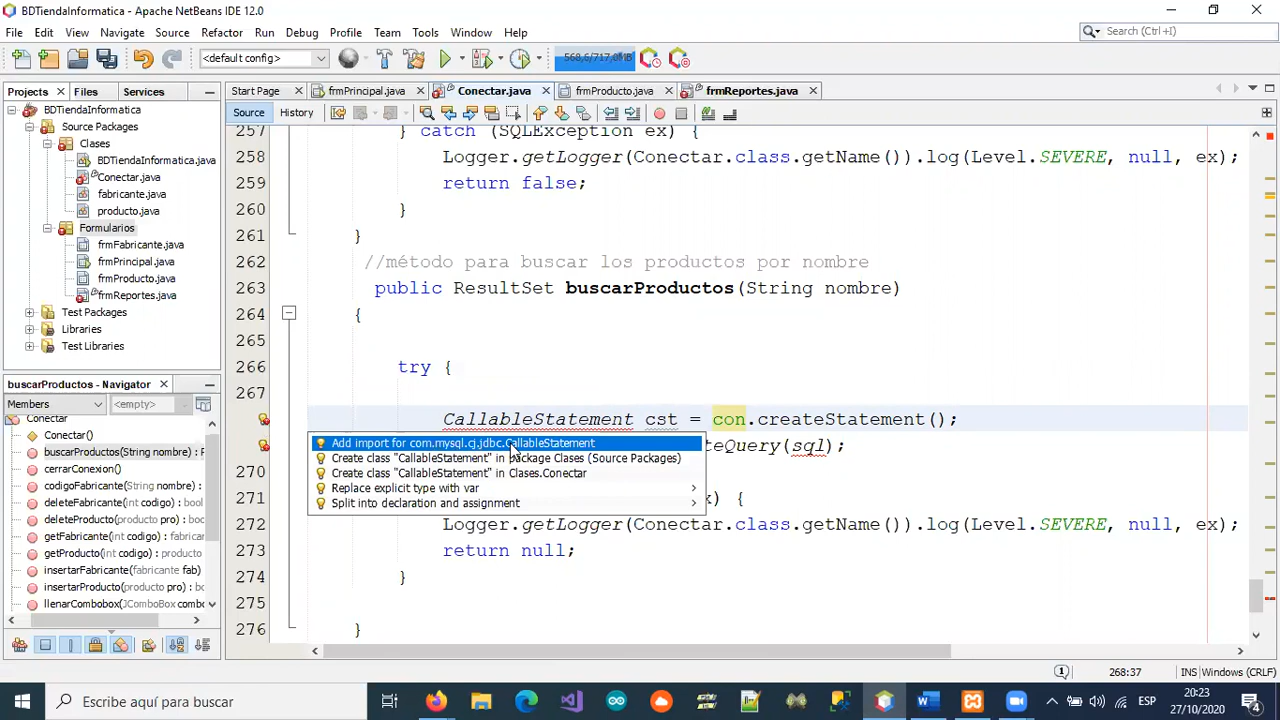 BDTiendaInformatica - Apache NetBeans IDE 12.0
File Edit View Navigate Source Refactor Run Debug Profile Team Tools Window Help
Search (Ctrl +I)
<default config>
568,6/717,0MB
Projects Files Services
Start Page frmPrincipal.java Conectar.java frmProducto.java frmReportes.java
Source History
BDTiendaInformatica
Source Packages
Clases
BDTiendaInformatica.java
Conectar.java
fabricante.java
producto.java
Formularios
frmFabricante.java
frmPrincipal.java
frmProducto.java
frmReportes.java
Test Packages
Libraries
Test Libraries
buscarProductos - Navigator
Members <empty>
Conectar
Conectar()
buscarProductos(String nombre) :
cerrarConexion()
codigoFabricante(String nombre) :
deleteFabricante(int codigo) :
deleteProducto(producto pro) :
getFabricante(int codigo) :
getProducto(int codigo) :
insertarFabricante(fabricante fab)
insertarProducto(producto pro) :
llenarCombobox(JComboBox combo
257 } catch (SQLException ex) {
258 Logger.getLogger(Conectar.class.getName()).log(Level.SEVERE, null, ex);
259 return false;
260 }
261 }
262 //método para buscar los productos por nombre
263 public ResultSet buscarProductos(String nombre)
264 {
265
266 try {
267
CallableStatement cst = con.createStatement();
teQuery(sql);
Add import for com.mysql.cj.jdbc.CallableStatement
Create class "CallableStatement" in package Clases (Source Packages)
Create class "CallableStatement" in Clases.Conectar
Replace explicit type with var
Split into declaration and assignment
270
271 x) {
272 Logger.getLogger(Conectar.class.getName()).log(Level.SEVERE, null, ex);
273 return null;
274 }
275
276 }
1 268:37 INS Windows (CRLF)
Escribe aquí para buscar
ESP
20:23
27/10/2020